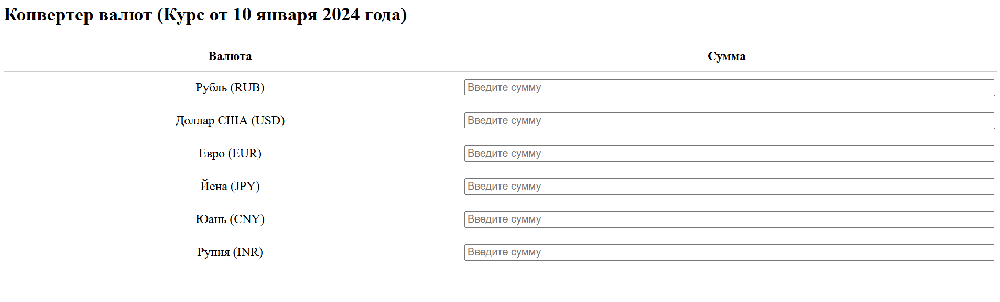 Конвертер валют (Курс от 10 января 2024 года)
Валюта Сумма
Рубль (RUB) Введите сумму
Доллар США (USD) Введите сумму
Евро (EUR) Введите сумму
Йена (JPY) Введите сумму
Юань (CNY) Введите сумму
Рупия (INR) Введите сумму